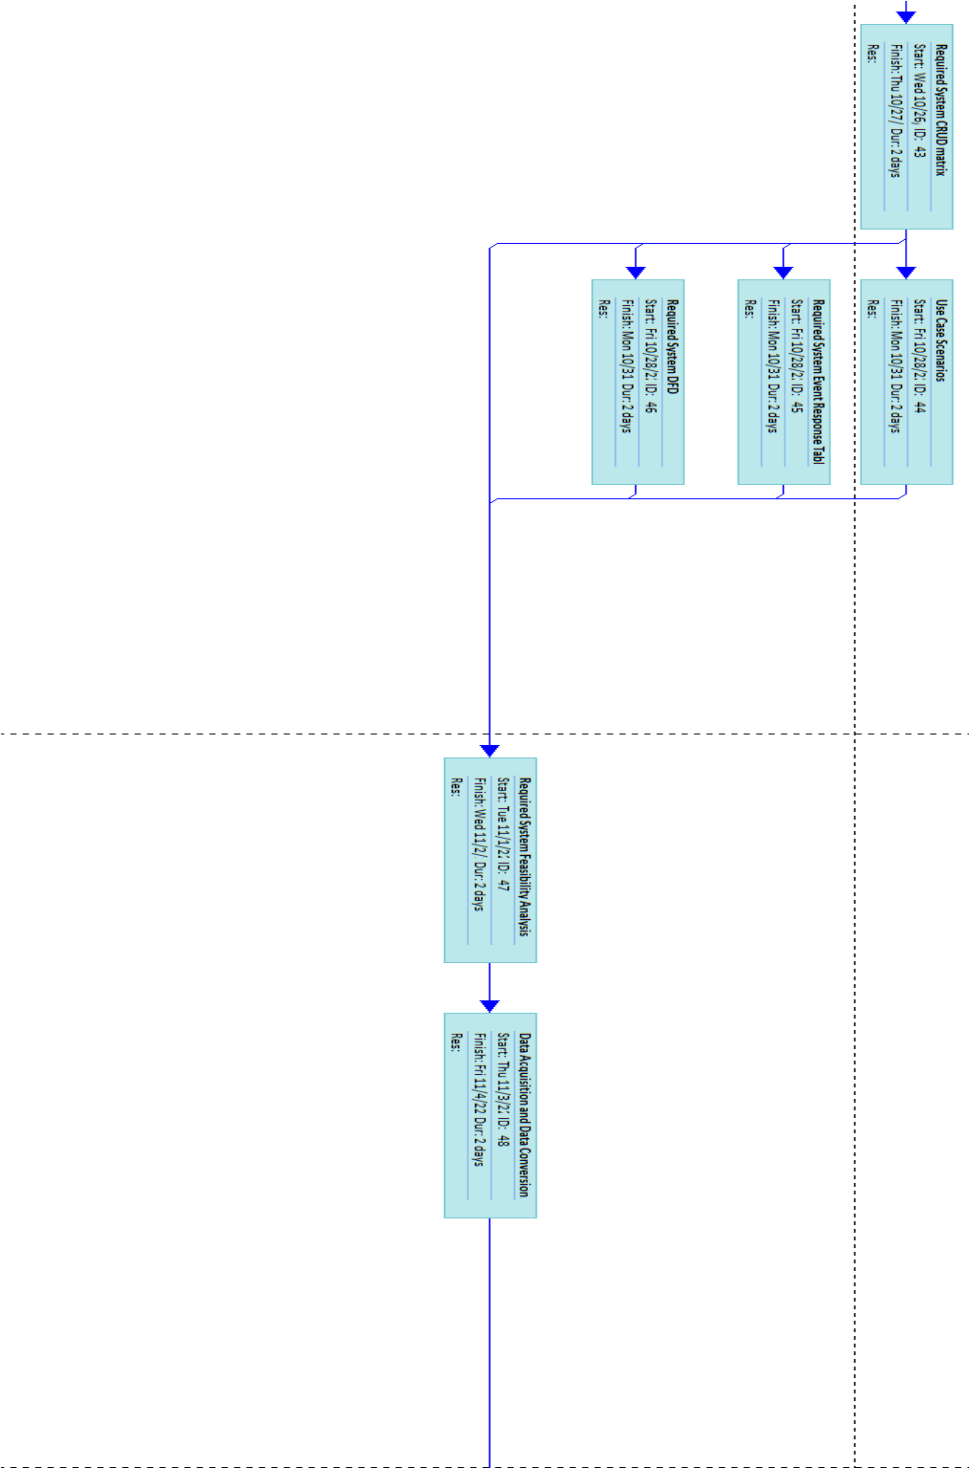 Required System CRUD matrix
Start: Wed 10/26, ID: 43
Finish: Thu 10/27/ Dur: 2 days
Res:
Use Case Scenarios
Start: Fri 10/28/2: ID: 44
Finish: Mon 10/31 Dur: 2 days
Res:
Required System Event Response Tabl
Start: Fri 10/28/2: ID: 45
Finish: Mon 10/31 Dur: 2 days
Res:
Required System DFD
Start: Fri 10/28/2: ID: 46
Finish: Mon 10/31 Dur: 2 days
Res:
Required System Feasibility Analysis
Start: Tue 11/1/2: ID: 47
Finish: Wed 11/2/ Dur: 2 days
Res:
Data Acquisition and Data Conversion
Start: Thu 11/3/2: ID: 48
Finish: Fri 11/4/22 Dur: 2 days
Res: